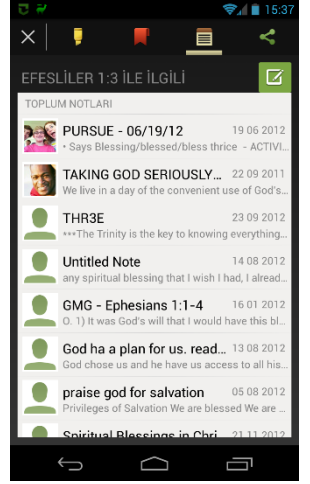 15:37
EFESLİLER 1:3 İLE İLGİLİ
TOPLUM NOTLARI
PURSUE - 06/19/12 19 06 2012
• Says Blessing/blessed/bless thrice - ACTIVI...
TAKING GOD SERIOUSLY... 22 09 2011
We live in a day of the convenient use of God's...
THR3E 23 09 2012
***The Trinity is the key to knowing everything...
Untitled Note 14 08 2012
any spiritual blessing that I wish I had, I alread...
GMG - Ephesians 1:1-4 16 01 2012
O. 1) It was God's will that I would have this bl...
God ha a plan for us. read... 13 08 2012
God chose us and he have us access to all his...
praise god for salvation 05 08 2012
Privileges of Salvation We are blessed We are ...
Spiritual Blessings in Chri... 21 11 2012